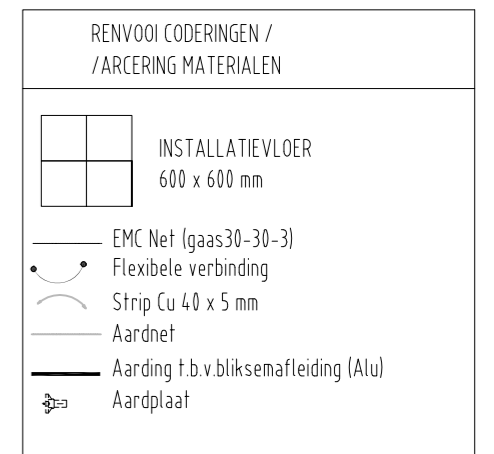 RENVOOI CODERINGEN /
/ARCERING MATERIALEN
INSTALLATIEVLOER
600 x 600 mm
EMC Net (gaas30-30-3)
Flexibele verbinding
Strip Cu 40 x 5 mm
Aardnet
Aarding t.b.v.bliksemafleiding (Alu)
Aardplaat